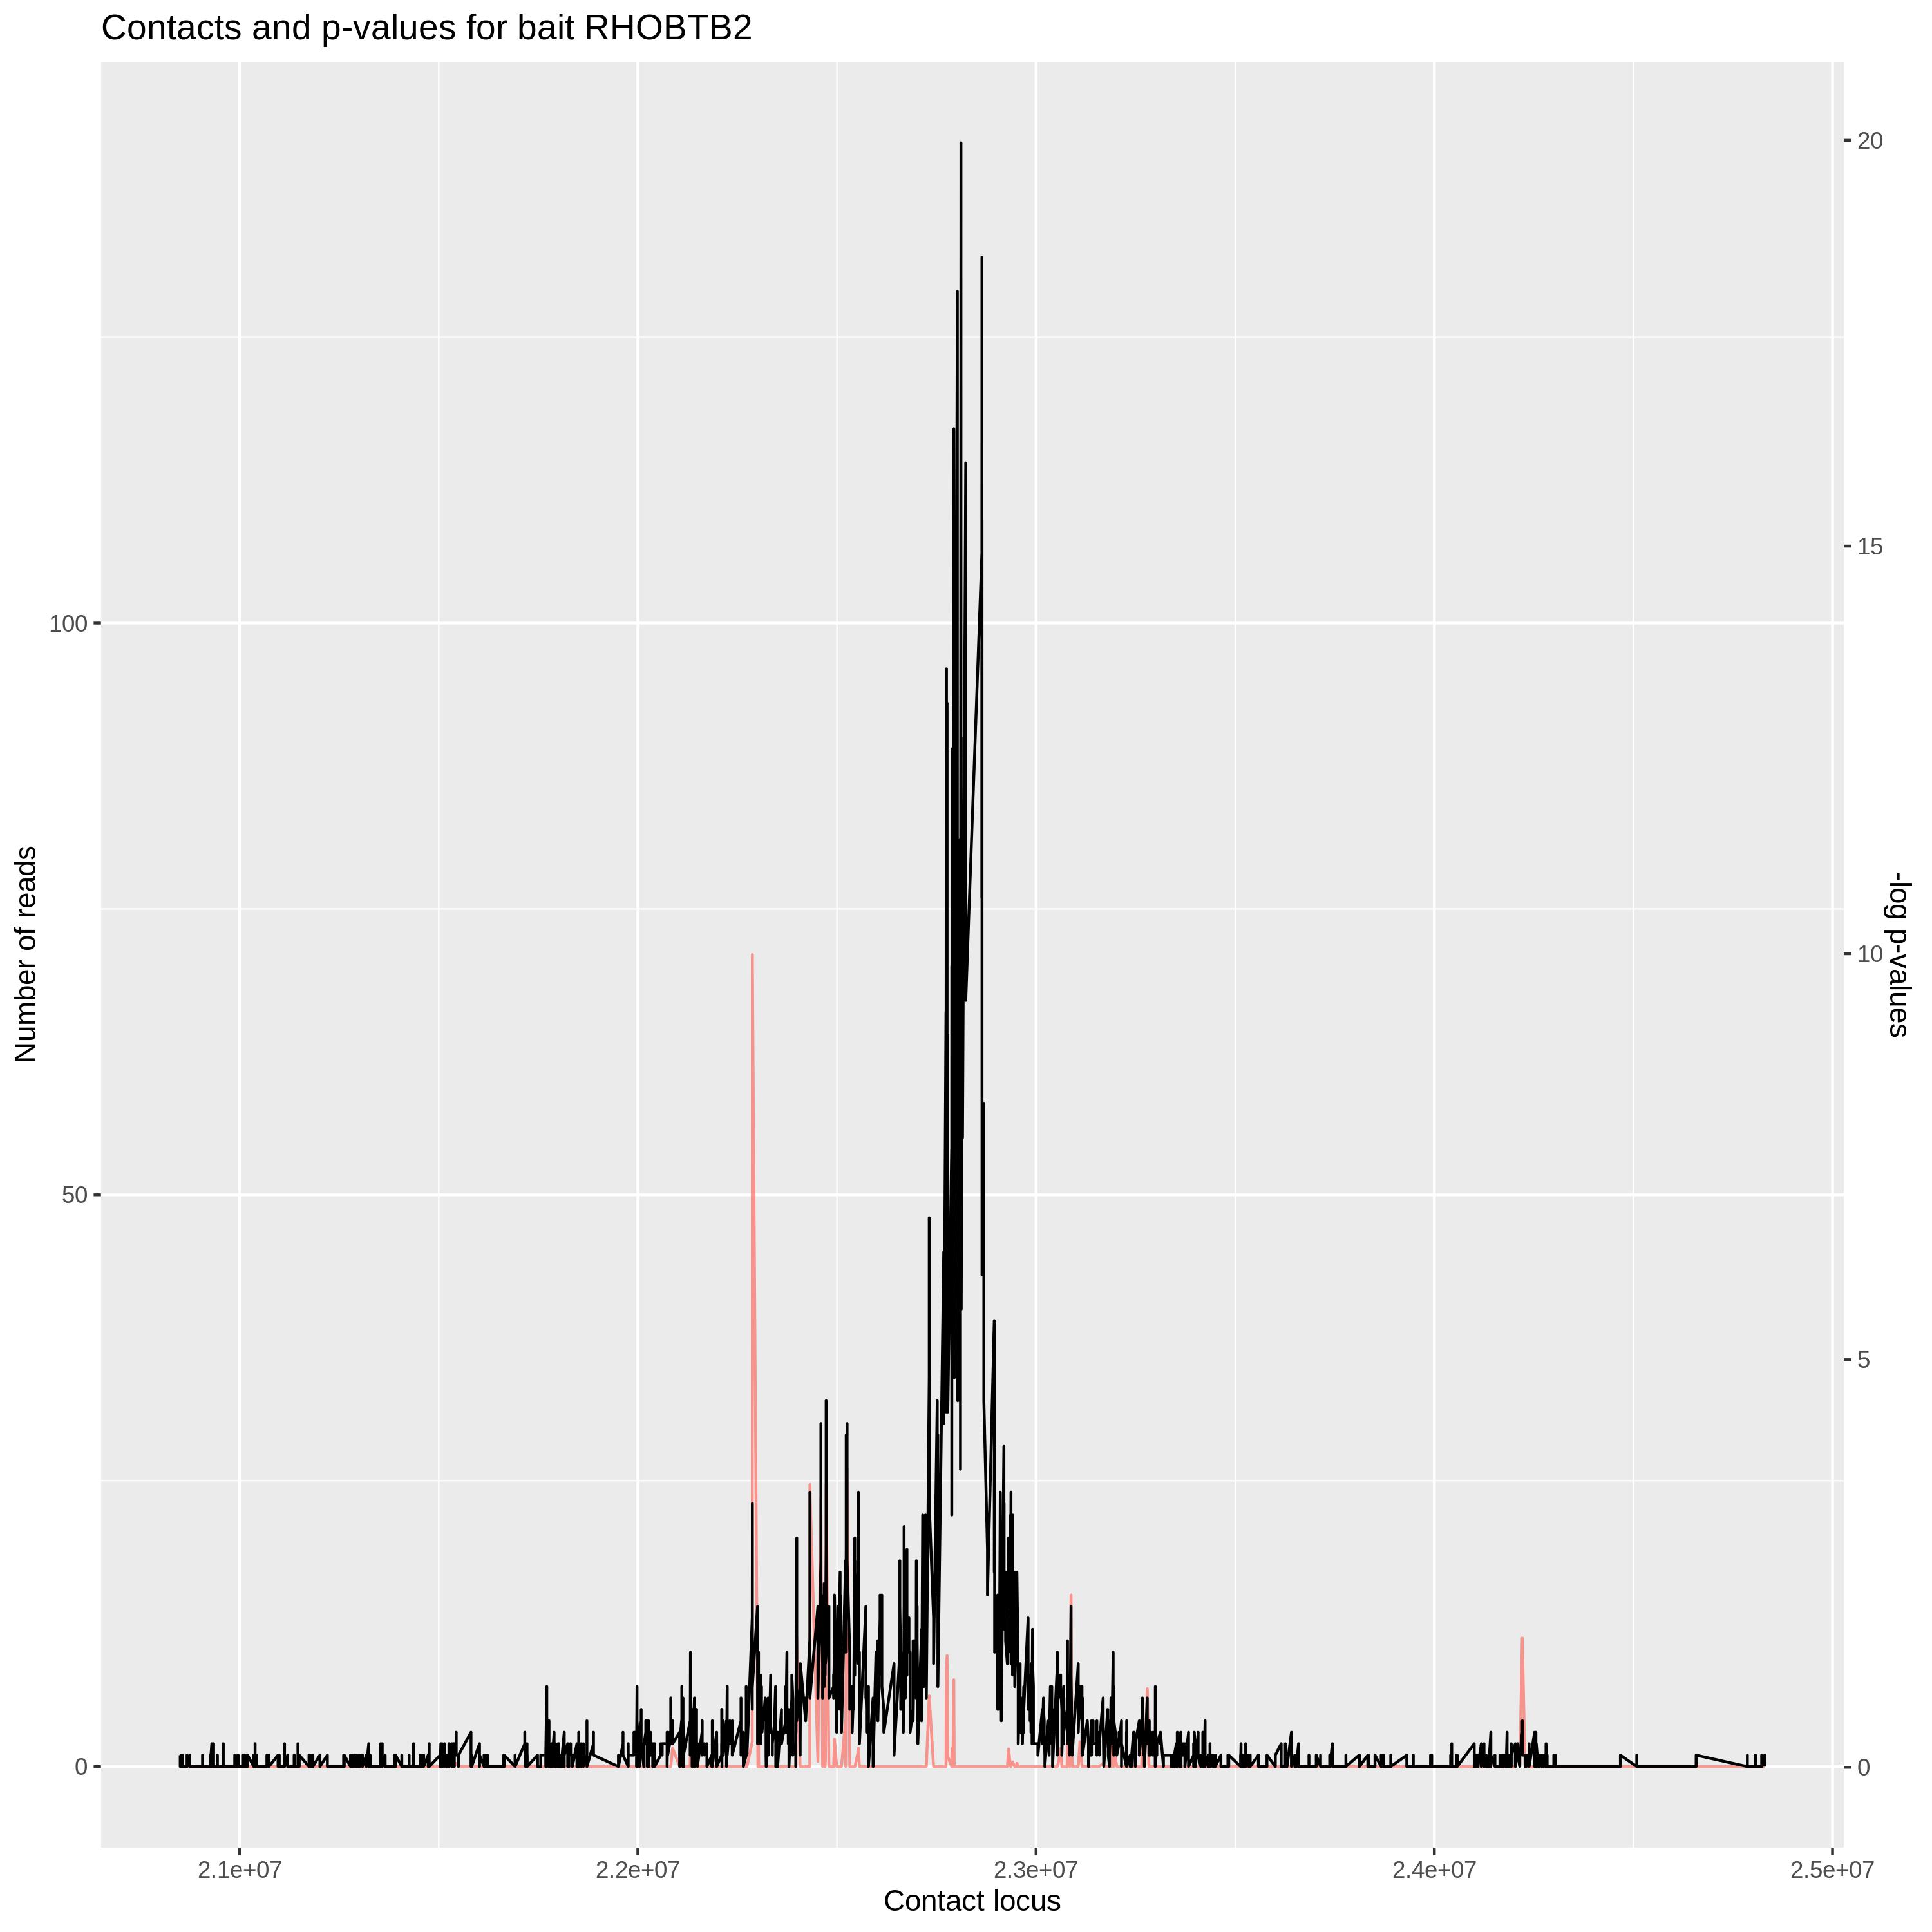 Contacts and p-values for bait RHOBTB2
20
15
100
Number of reads
10
-log p-values
50
5
0
0
2.1e+07
2.2e+07
2.3e+07
2.4e+07
2.5e+07
Contact locus